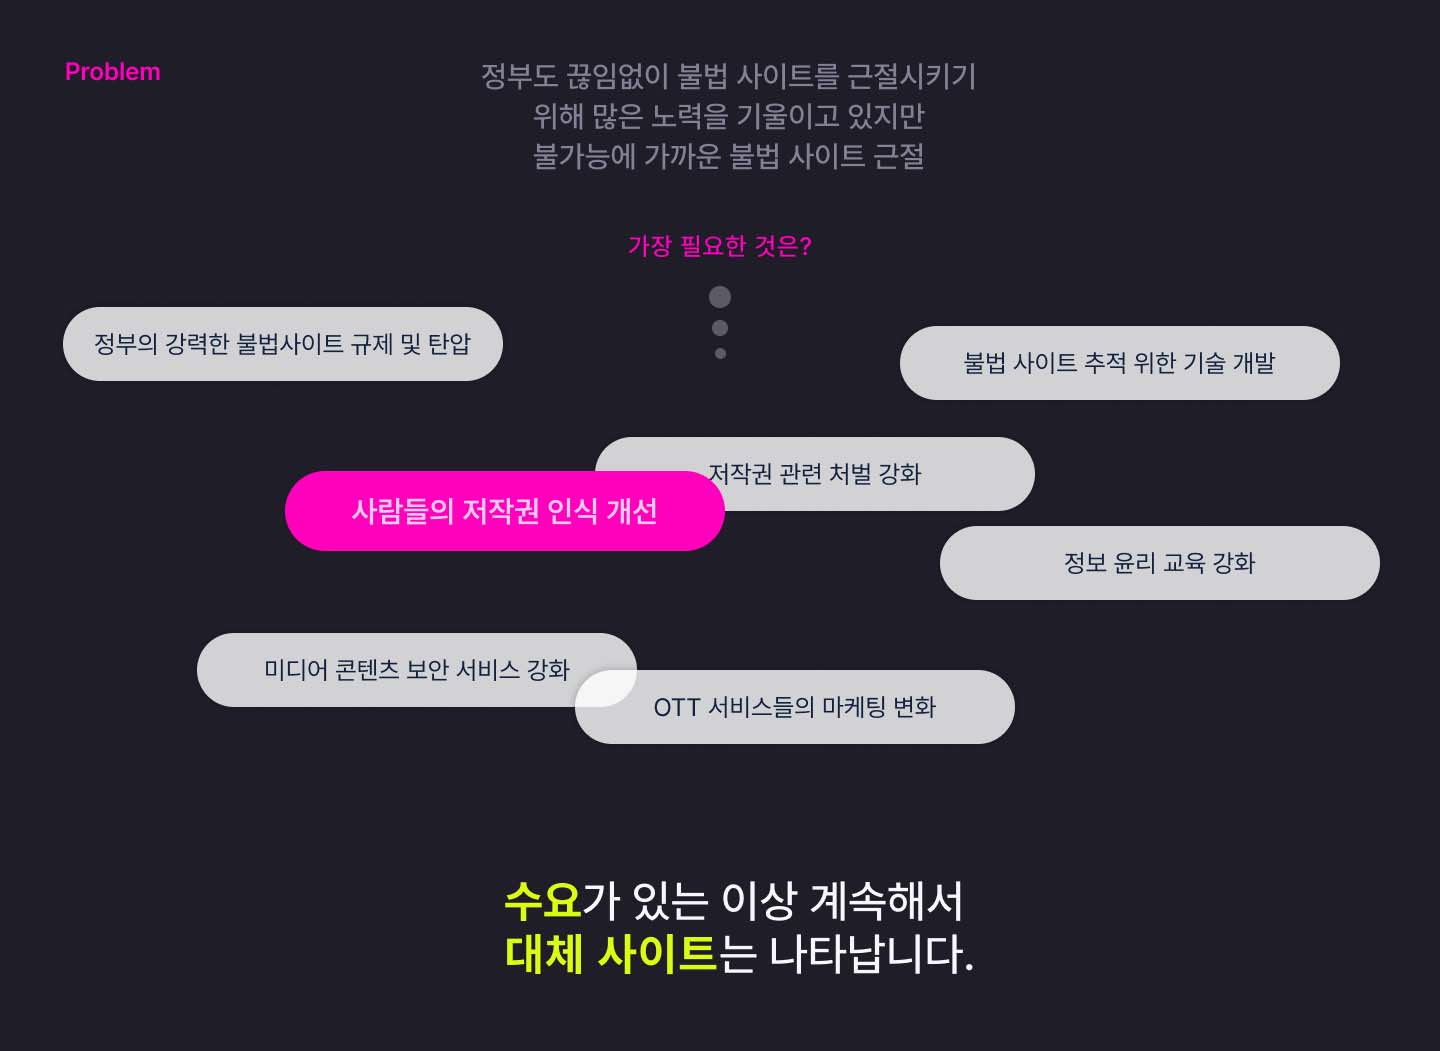 Problem
정부도 끊임없이 불법 사이트를 근절시키기
위해 많은 노력을 기울이고 있지만
불가능에 가까운 불법 사이트 근절
가장 필요한 것은?
정부의 강력한 불법사이트 규제 및 탄압
불법 사이트 추적 위한 기술 개발
저작권 관련 처벌 강화
사람들의 저작권 인식 개선
정보 윤리 교육 강화
미디어 콘텐츠 보안 서비스 강화
OTT 서비스들의 마케팅 변화
수요가 있는 이상 계속해서
대체 사이트는 나타납니다.